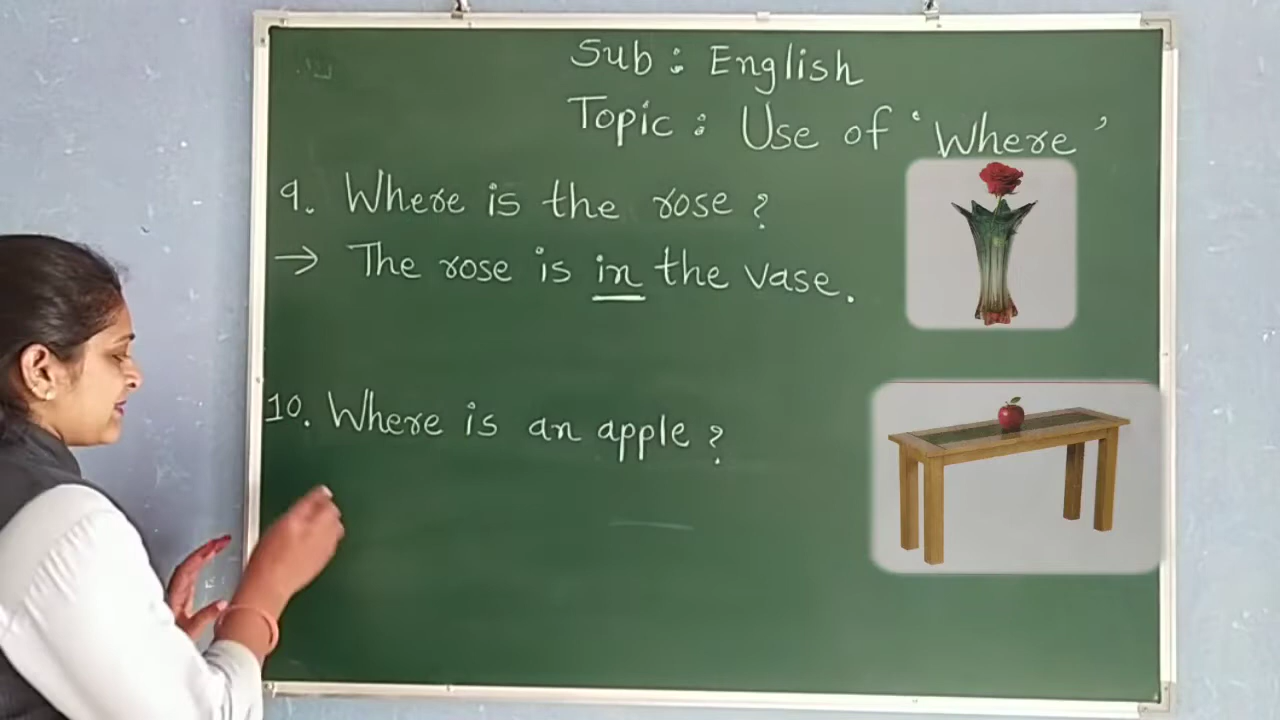 Sub : English
Topic : Use of 'Where'
9. Where is the rose ?
→ The rose is in the vase.
10. Where is an apple ?